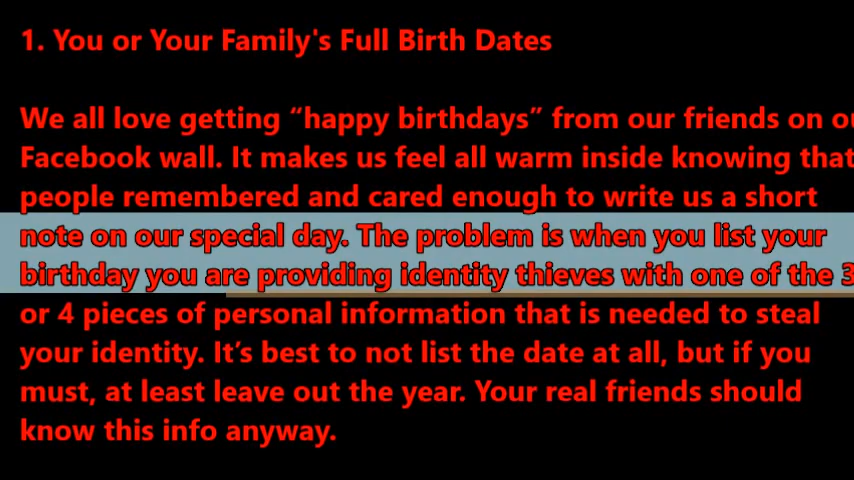 1. You or Your Family's Full Birth Dates
We all love getting “happy birthdays” from our friends on
Facebook wall. It makes us feel all warm inside knowing that
people remembered and cared enough to write us a short
note on our special day. The problem is when you list your
birthday you are providing identity thieves with one of the 3
or 4 pieces of personal information that is needed to steal
your identity. It’s best to not list the date at all, but if you
must, at least leave out the year. Your real friends should
know this info anyway.